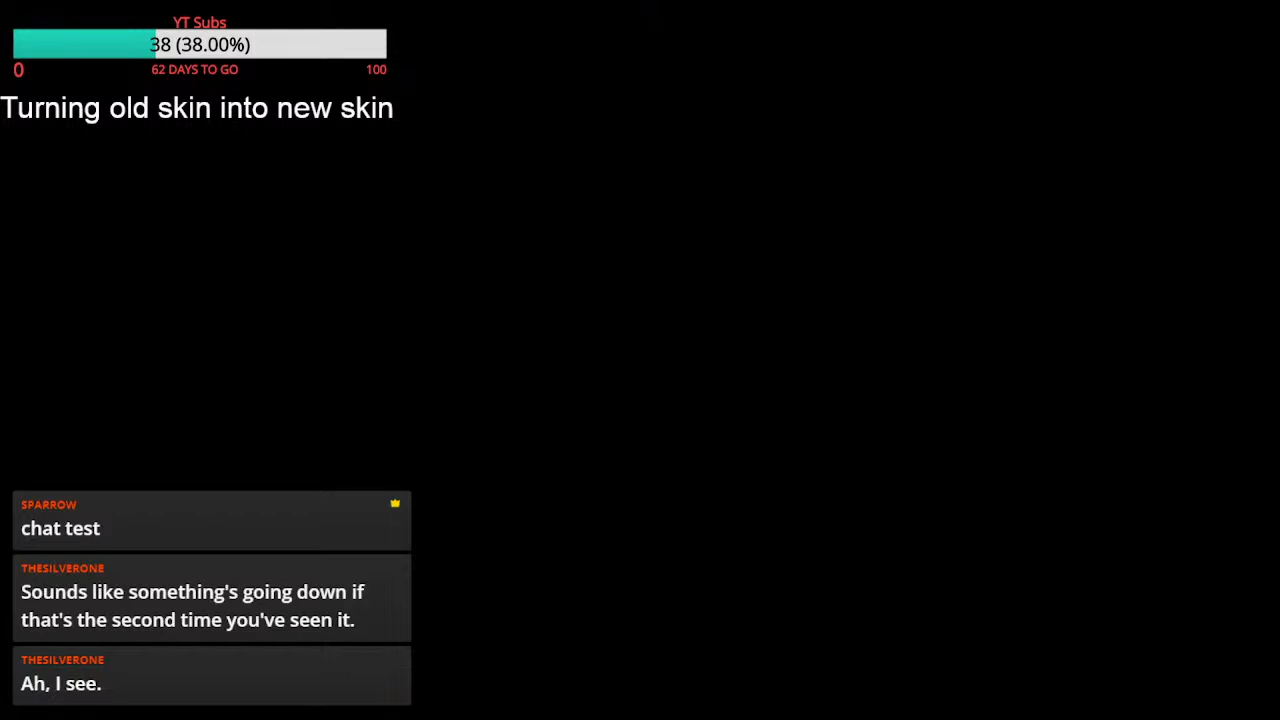 YT Subs
38 (38.00%)
0 62 DAYS TO GO 100
Turning old skin into new skin
SPARROW
chat test
THESILVERONE
Sounds like something's going down if
that's the second time you've seen it.
THESILVERONE
Ah, I see.